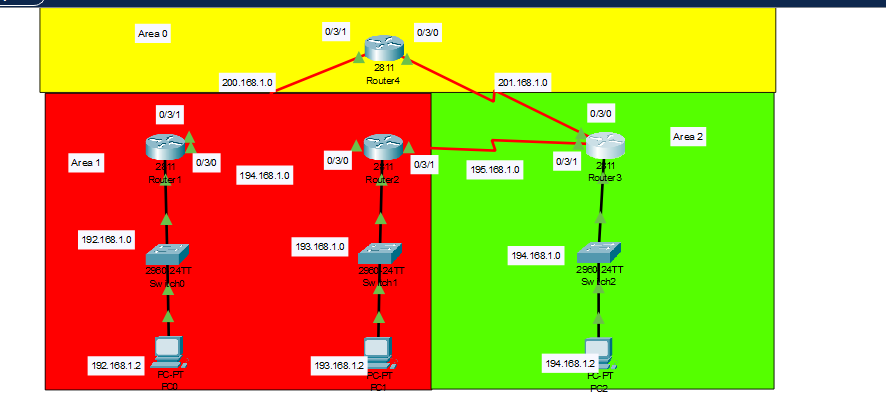 Area 0
0/3/1
0/3/0
2811
Router4
200.168.1.0
201.168.1.0
0/3/1
0/3/0
Area 1
0/3/0
2811
Router1
194.168.1.0
0/3/0
2811
Router2
0/3/1
195.168.1.0
0/3/1
2811
Router3
Area 2
192.168.1.0
2960-24TT
Switch0
193.168.1.0
2960-24TT
Switch1
194.168.1.0
2960-24TT
Switch2
192.168.1.2
PC-PT
PC0
193.168.1.2
PC-PT
PC1
194.168.1.2
PC-PT
PC2